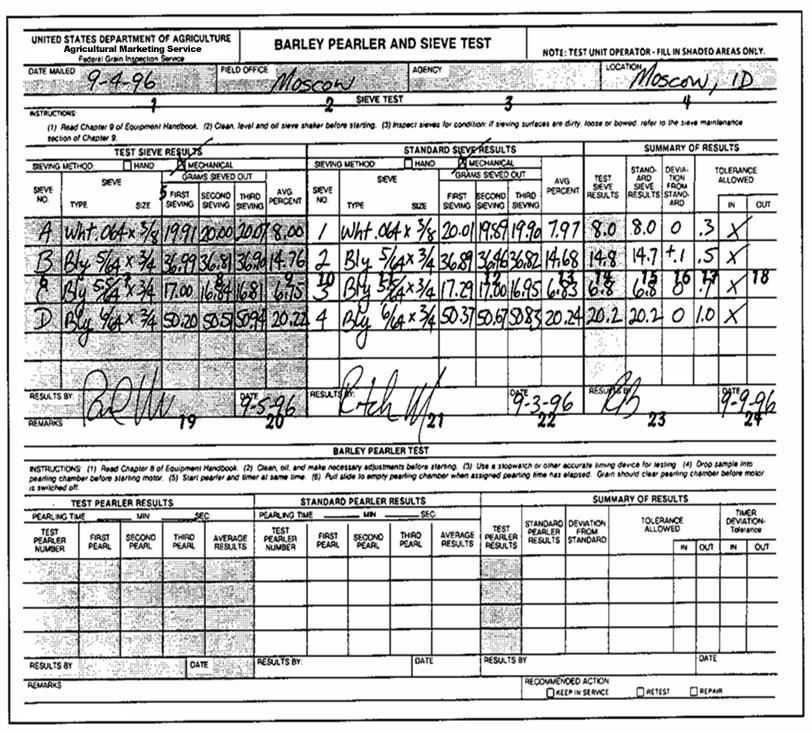 UNITED STATES DEPARTMENT OF AGRICULTURE
Agricultural Marketing Service
Federal Grain Inspection Service
BARLEY PEARLER AND SIEVE TEST
NOTE: TEST UNIT OPERATOR - FILL IN SHADED AREAS ONLY.
DATE MAILED 9-4-96 FIELD OFFICE Moscow AGENCY LOCATION Moscow, ID
1 2 3 4
SIEVE TEST
INSTRUCTIONS:
(1) Read Chapter 9 of Equipment Handbook. (2) Clean, level and oil sieve shaker before starting. (3) Inspect sieves for condition: if sieving surfaces are dirty, loose or bowed, refer to the sieve maintenance
section of Chapter 9.
TEST SIEVE RESULTS STANDARD SIEVE RESULTS SUMMARY OF RESULTS
SIEVING METHOD: HAND X MECHANICAL SIEVING METHOD: HAND X MECHANICAL
SIEVE NO. SIEVE TYPE SIZE GRAMS SIEVED OUT 5 FIRST SIEVING SECOND SIEVING THIRD SIEVING AVG. PERCENT SIEVE NO. SIEVE TYPE SIZE GRAMS SIEVED OUT FIRST SIEVING SECOND SIEVING THIRD SIEVING AVG PERCENT TEST SIEVE RESULTS STAND-ARD SIEVE RESULTS DEVIA-TION FROM STAND-ARD TOLERANCE ALLOWED IN OUT
A Wht .064 x 3/8 19.91 20.00 20.07 8.00 1 Wht .064 x 3/8 20.01 19.89 19.90 7.97 8.0 8.0 0 .3 X
B Bly 5/64 x 3/4 36.99 36.81 36.90 14.76 2 Bly 5/64 x 3/4 36.89 36.46 36.82 14.68 14.8 14.7 +.1 .5 X
6 8 9 10 12 13 14 15 16 17 18
C Bly 5.5/64 x 3/4 17.00 16.84 16.81 6.75 3 Bly x 3/4 17.29 17.00 16.95 6.83 6.8 6.8 0 X
D Bly 6/64 x 3/4 50.20 50.51 50.94 20.22 4 Bly 6/64 x 3/4 50.37 50.67 50.83 20.24 20.2 20.2 0 1.0 X
RESULTS BY: DATE 9-5-96 RESULTS BY: DATE 9-3-96 RESULTS BY: DATE 9-9-96
19 20 21 22 23 24
REMARKS
BARLEY PEARLER TEST
INSTRUCTIONS: (1) Read Chapter 8 of Equipment Handbook. (2) Clean, oil, and make necessary adjustments before starting. (3) Use a stopwatch or other accurate timing device for testing (4) Drop sample into
pearling chamber before starting motor. (5) Start pearler and timer at same time. (6) Pull slide to empty pearling chamber when assigned pearling time has elapsed. Grain should clear pearling chamber before motor
is switched off.
TEST PEARLER RESULTS STANDARD PEARLER RESULTS SUMMARY OF RESULTS
PEARLING TIME MIN SEC. PEARLING TIME MIN SEC.
TEST PEARLER NUMBER FIRST PEARL SECOND PEARL THIRD PEARL AVERAGE RESULTS TEST PEARLER NUMBER FIRST PEARL SECOND PEARL THIRD PEARL AVERAGE RESULTS TEST PEARLER RESULTS STANDARD PEARLER RESULTS DEVIATION FROM STANDARD TOLERANCE ALLOWED IN OUT TIMER DEVIATION-Tolerance IN OUT
RESULTS BY DATE RESULTS BY: DATE RESULTS BY DATE
REMARKS RECOMMENDED ACTION
KEEP IN SERVICE RETEST REPAIR